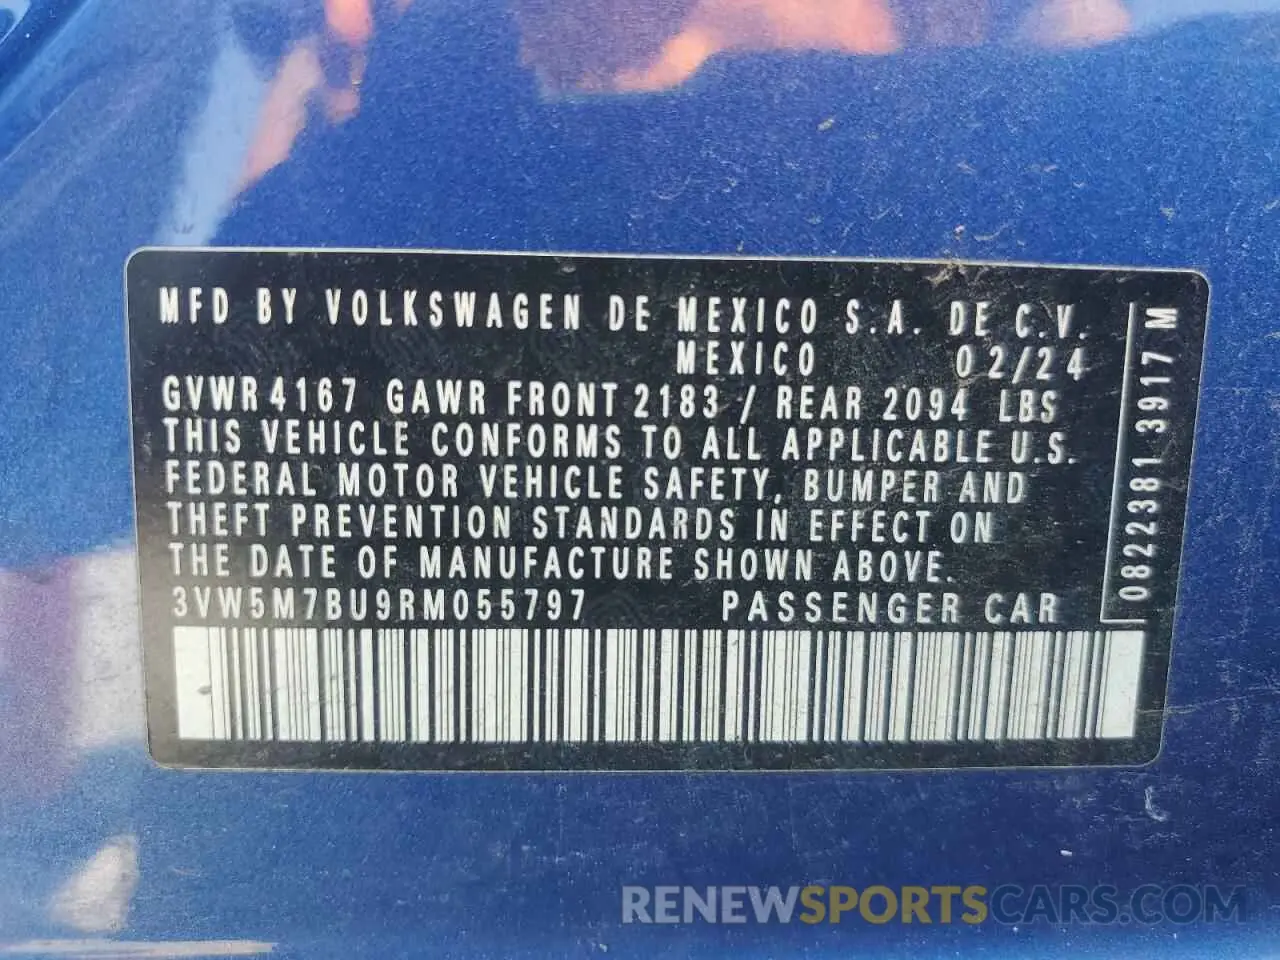 MFD BY VOLKSWAGEN DE MEXICO S.A. DE C.V.
MEXICO 02/24
GVWR 4167 GAWR FRONT 2183 / REAR 2094 LBS
THIS VEHICLE CONFORMS TO ALL APPLICABLE U.S.
FEDERAL MOTOR VEHICLE SAFETY, BUMPER AND
THEFT PREVENTION STANDARDS IN EFFECT ON
THE DATE OF MANUFACTURE SHOWN ABOVE.
3VW5M7BU9RM055797 PASSENGER CAR
0822381 3917 M
RENEWSPORTSCARS.COM